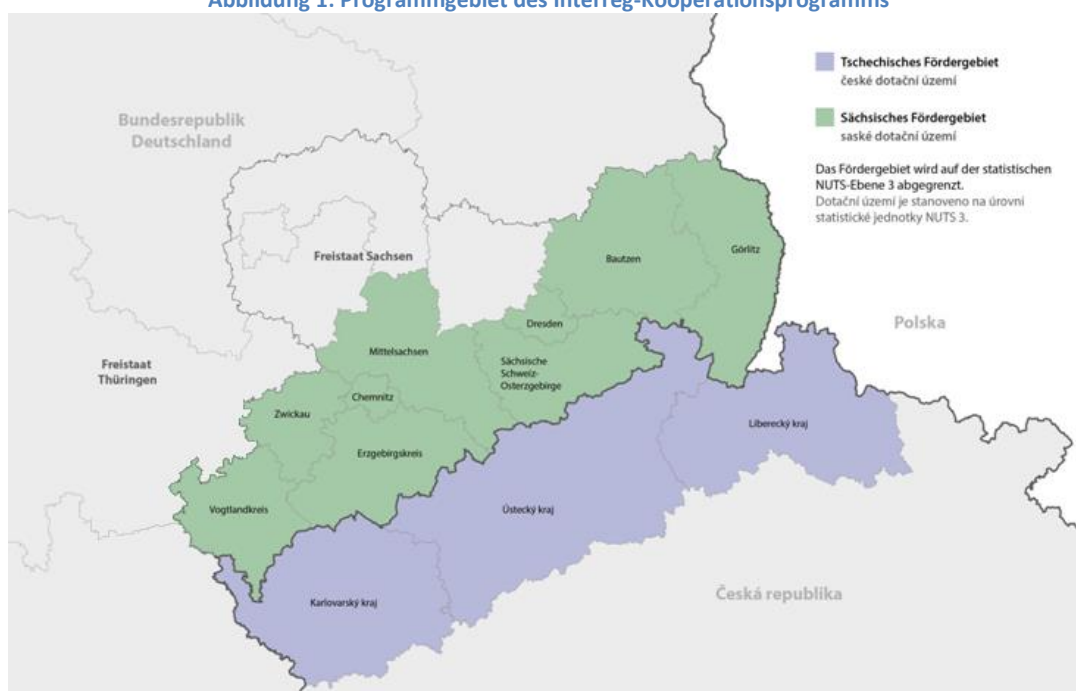 Abbildung 1: Programmgebiet des Interreg-Kooperationsprogramms
Tschechisches Fördergebiet
české dotační území
Sächsisches Fördergebiet
saské dotační území
Das Fördergebiet wird auf der statistischen
NUTS-Ebene 3 abgegrenzt.
Dotační území je stanoveno na úrovni
statistické jednotky NUTS 3.
Bundesrepublik
Deutschland
Freistaat Sachsen
Bautzen
Görlitz
Polska
Dresden
Freistaat
Thüringen
Mittelsachsen
Sächsische
Schweiz-
Osterzgebirge
Chemnitz
Zwickau
Liberecký kraj
Erzgebirgskreis
Vogtlandkreis
Ústecký kraj
Česká republika
Karlovarský kraj